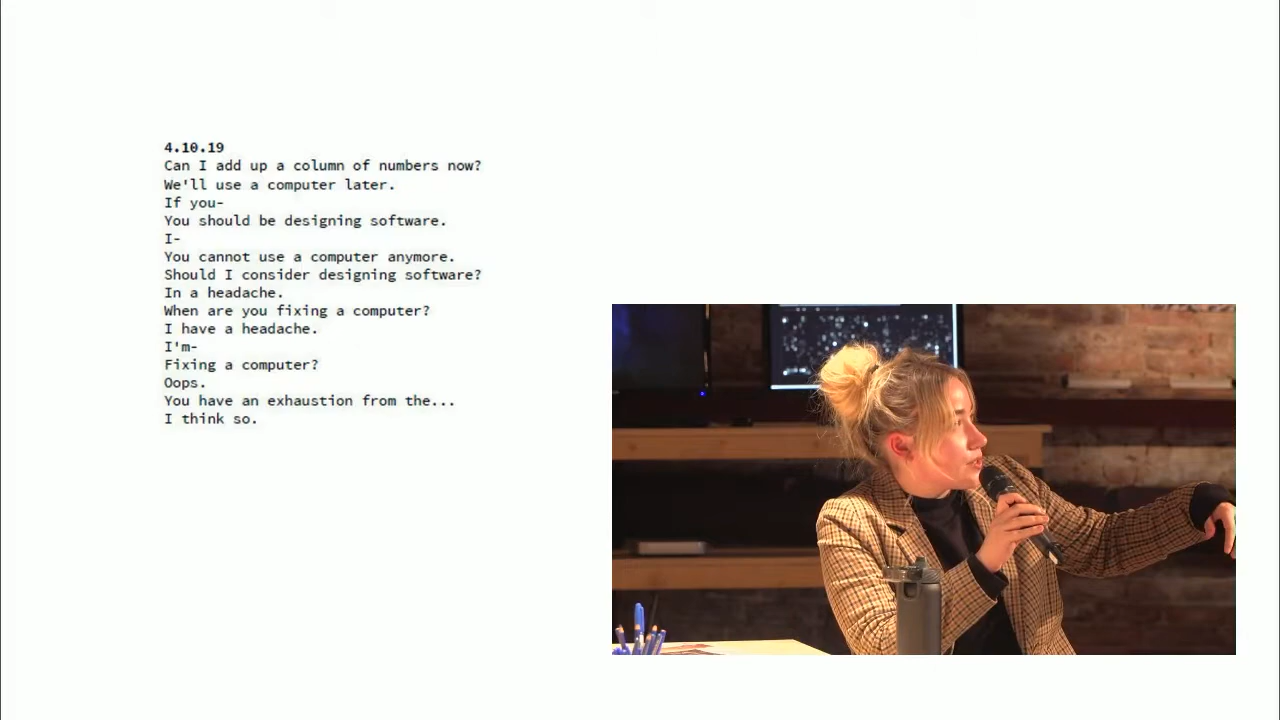 4.10.19
Can I add up a column of numbers now?
We'll use a computer later.
If you-
You should be designing software.
I-
You cannot use a computer anymore.
Should I consider designing software?
In a headache.
When are you fixing a computer?
I have a headache.
I'm-
Fixing a computer?
Oops.
You have an exhaustion from the...
I think so.